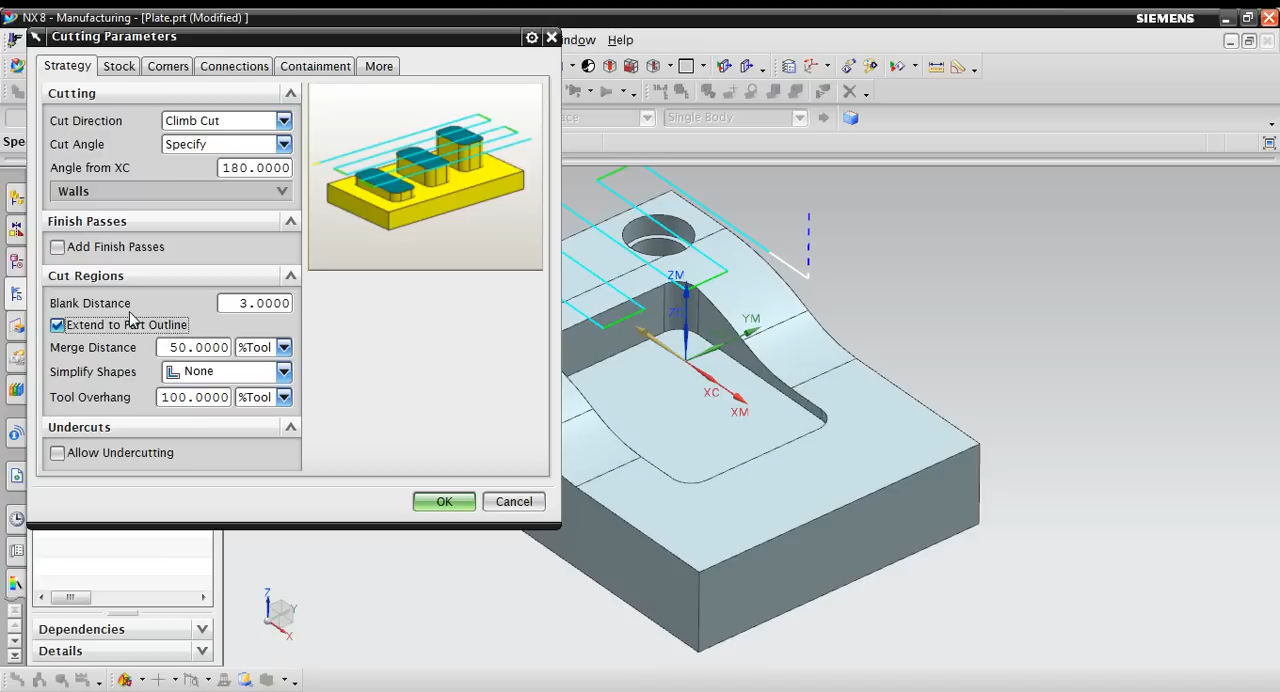 NX 8 - Manufacturing - [Plate.prt (Modified) ]
SIEMENS
Cutting Parameters
ndow Help
Strategy Stock Corners Connections Containment More
ace Single Body
Spe
Cutting
Cut Direction Climb Cut
Cut Angle Specify
Angle from XC 180.0000
Walls
Finish Passes
Add Finish Passes
Cut Regions
Blank Distance 3.0000
Extend to Part Outline
Merge Distance 50.0000 %Tool
Simplify Shapes None
Tool Overhang 100.0000 %Tool
Undercuts
Allow Undercutting
OK Cancel
ZM
YM
XC
XM
Z
Y
X
Dependencies
Details